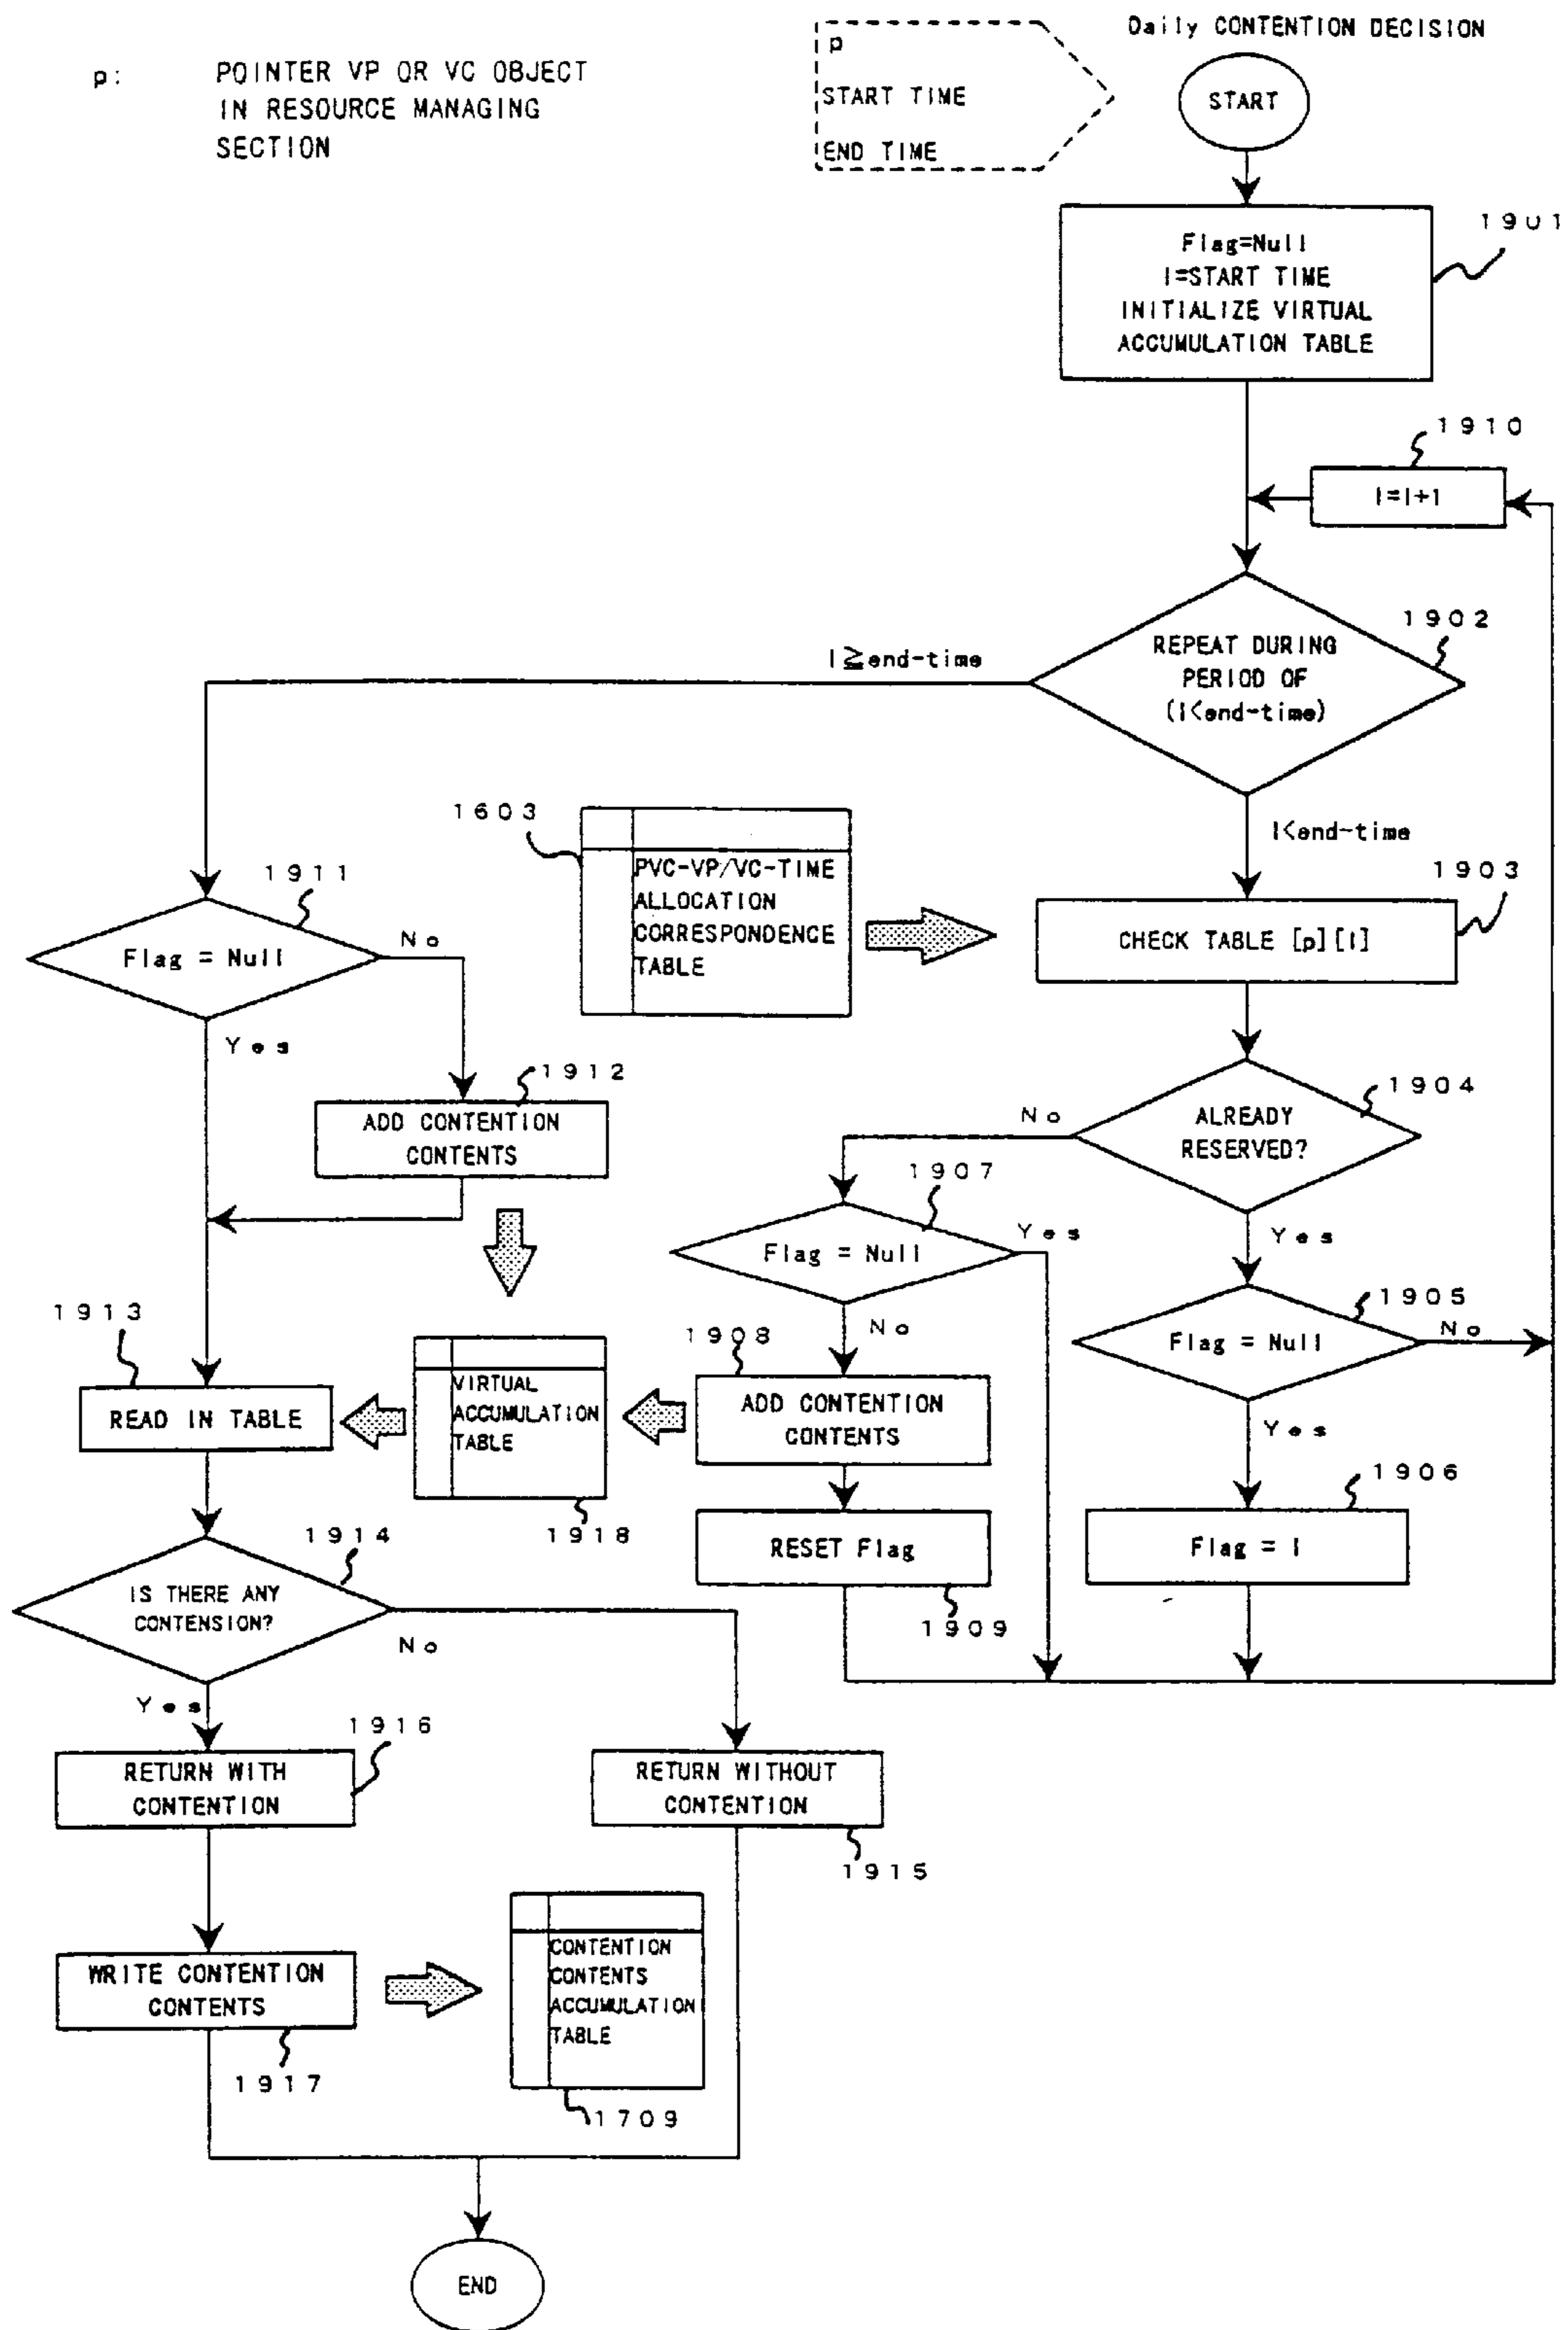 Daily CONTENTION DECISION
p: POINTER VP OR VC OBJECT
IN RESOURCE MANAGING
SECTION
p
START TIME
END TIME
START
1901
Flag=Null
I=START TIME
INITIALIZE VIRTUAL
ACCUMULATION TABLE
1910
I=I+1
1902
REPEAT DURING
PERIOD OF
(I<end-time)
I≧end-time
I<end-time
1603
PVC-VP/VC-TIME
ALLOCATION
CORRESPONDENCE
TABLE
1903
CHECK TABLE [p][I]
1911
Flag = Null
No
Yes
1912
ADD CONTENTION
CONTENTS
1904
ALREADY
RESERVED?
No
Yes
1907
Flag = Null
Yes
No
1905
Flag = Null
No
Yes
1913
READ IN TABLE
VIRTUAL
ACCUMULATION
TABLE
1918
1908
ADD CONTENTION
CONTENTS
1906
Flag = I
RESET Flag
1909
1914
IS THERE ANY
CONTENSION?
No
Yes
1916
RETURN WITH
CONTENTION
RETURN WITHOUT
CONTENTION
1915
WRITE CONTENTION
CONTENTS
1917
CONTENTION
CONTENTS
ACCUMULATION
TABLE
1709
END